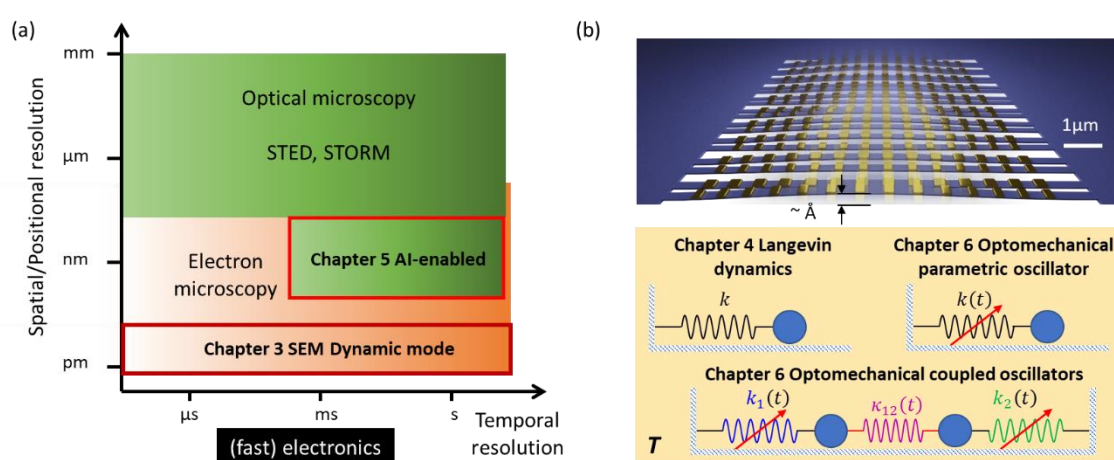 (a)
Spatial/Positional resolution
mm
μm
nm
pm
Optical microscopy
STED, STORM
Electron
microscopy
Chapter 5 AI-enabled
Chapter 3 SEM Dynamic mode
μs
ms
s
Temporal
resolution
(fast) electronics
(b)
1μm
~ Å
Chapter 4 Langevin
dynamics
k
Chapter 6 Optomechanical
parametric oscillator
k(t)
Chapter 6 Optomechanical coupled oscillators
k₁(t)
κ₁₂(t)
k₂(t)
T